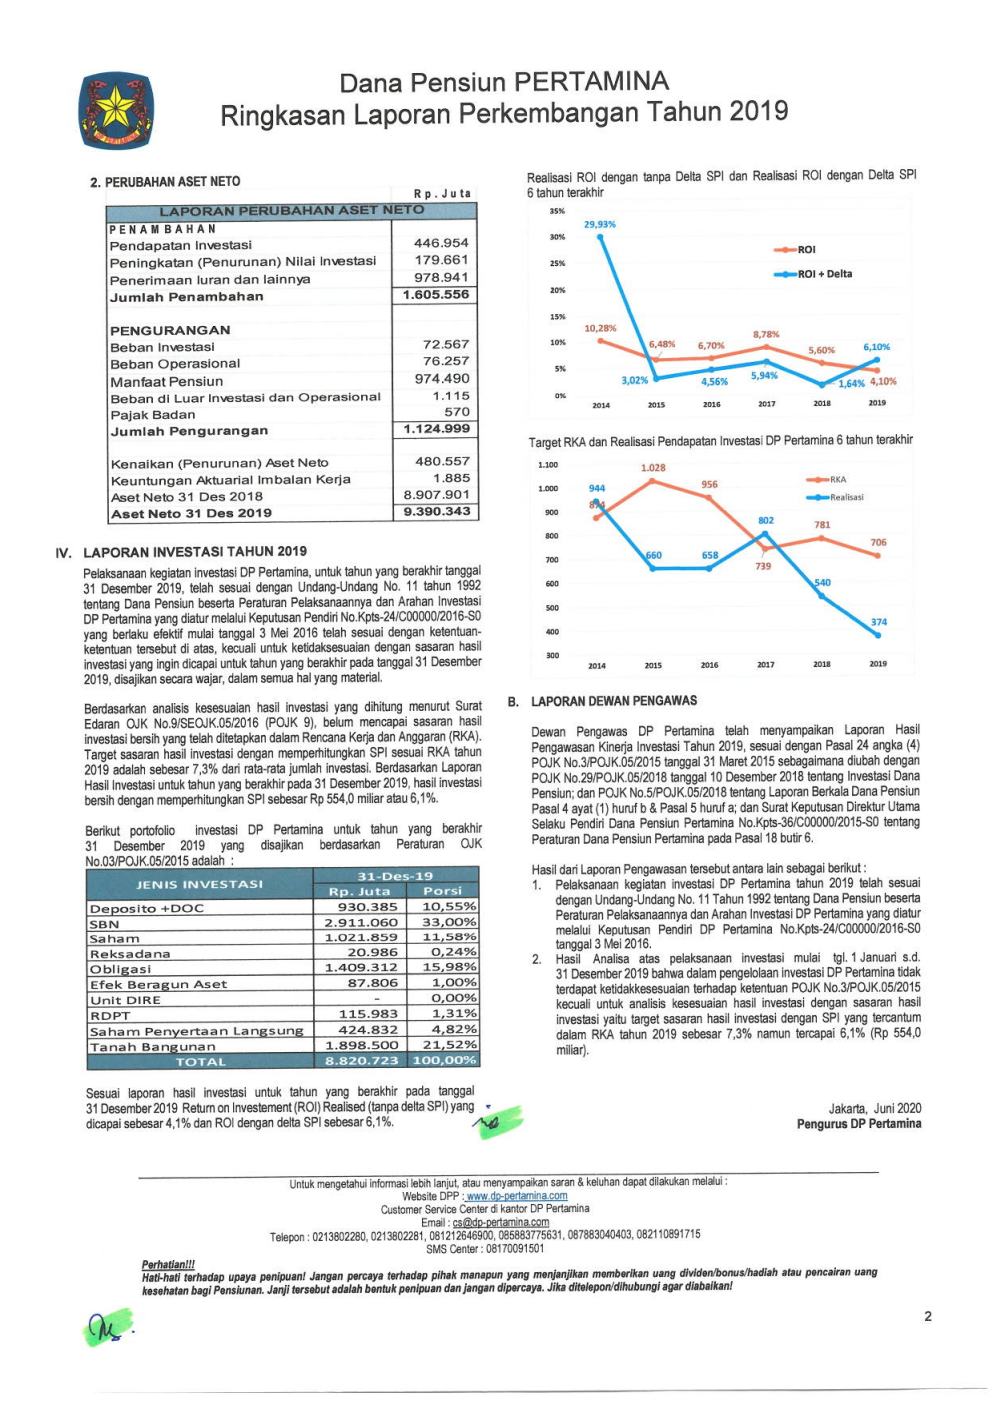 Dana Pensiun PERTAMINA
Ringkasan Laporan Perkembangan Tahun 2019
DP PERTAMINA
2. PERUBAHAN ASET NETO
Rp. Juta
LAPORAN PERUBAHAN ASET NETO
PENAMBAHAN
Pendapatan Investasi 446.954
Peningkatan (Penurunan) Nilai Investasi 179.661
Penerimaan Iuran dan lainnya 978.941
Jumlah Penambahan 1.605.556
PENGURANGAN
Beban Investasi 72.567
Beban Operasional 76.257
Manfaat Pensiun 974.490
Beban di Luar Investasi dan Operasional 1.115
Pajak Badan 570
Jumlah Pengurangan 1.124.999
Kenaikan (Penurunan) Aset Neto 480.557
Keuntungan Aktuarial Imbalan Kerja 1.885
Aset Neto 31 Des 2018 8.907.901
Aset Neto 31 Des 2019 9.390.343
IV. LAPORAN INVESTASI TAHUN 2019
Pelaksanaan kegiatan investasi DP Pertamina, untuk tahun yang berakhir tanggal
31 Desember 2019, telah sesuai dengan Undang-Undang No. 11 tahun 1992
tentang Dana Pensiun beserta Peraturan Pelaksanaannya dan Arahan Investasi
DP Pertamina yang diatur melalui Keputusan Pendiri No.Kpts-24/C00000/2016-S0
yang berlaku efektif mulai tanggal 3 Mei 2016 telah sesuai dengan ketentuan-
ketentuan tersebut di atas, kecuali untuk ketidaksesuaian dengan sasaran hasil
investasi yang ingin dicapai untuk tahun yang berakhir pada tanggal 31 Desember
2019, disajikan secara wajar, dalam semua hal yang material.
Berdasarkan analisis kesesuaian hasil investasi yang dihitung menurut Surat
Edaran OJK No.9/SEOJK.05/2016 (POJK 9), belum mencapai sasaran hasil
investasi bersih yang telah ditetapkan dalam Rencana Kerja dan Anggaran (RKA).
Target sasaran hasil investasi dengan memperhitungkan SPI sesuai RKA tahun
2019 adalah sebesar 7,3% dari rata-rata jumlah investasi. Berdasarkan Laporan
Hasil Investasi untuk tahun yang berakhir pada 31 Desember 2019, hasil investasi
bersih dengan memperhitungkan SPI sebesar Rp 554,0 miliar atau 6,1%.
Berikut portofolio investasi DP Pertamina untuk tahun yang berakhir
31 Desember 2019 yang disajikan berdasarkan Peraturan OJK
No.03/POJK.05/2015 adalah :
JENIS INVESTASI 31-Des-19
Rp. Juta Porsi
Deposito +DOC 930.385 10,55%
SBN 2.911.060 33,00%
Saham 1.021.859 11,58%
Reksadana 20.986 0,24%
Obligasi 1.409.312 15,98%
Efek Beragun Aset 87.806 1,00%
Unit DIRE - 0,00%
RDPT 115.983 1,31%
Saham Penyertaan Langsung 424.832 4,82%
Tanah Bangunan 1.898.500 21,52%
TOTAL 8.820.723 100,00%
Sesuai laporan hasil investasi untuk tahun yang berakhir pada tanggal
31 Desember 2019 Return on Investement (ROI) Realised (tanpa delta SPI) yang
dicapai sebesar 4,1% dan ROI dengan delta SPI sebesar 6,1%.
Realisasi ROI dengan tanpa Delta SPI dan Realisasi ROI dengan Delta SPI
6 tahun terakhir
35%
30%
25%
20%
15%
10%
5%
0%
29,93%
ROI
ROI + Delta
10,28% 6,48% 6,70% 8,78% 5,60% 6,10%
3,02% 4,56% 5,94% 1,64% 4,10%
2014 2015 2016 2017 2018 2019
Target RKA dan Realisasi Pendapatan Investasi DP Pertamina 6 tahun terakhir
1.100
1.000
900
800
700
600
500
400
300
RKA
Realisasi
874 1.028 956 739 781 706
944 660 658 802 540 374
2014 2015 2016 2017 2018 2019
B. LAPORAN DEWAN PENGAWAS
Dewan Pengawas DP Pertamina telah menyampaikan Laporan Hasil
Pengawasan Kinerja Investasi Tahun 2019, sesuai dengan Pasal 24 angka (4)
POJK No.3/POJK.05/2015 tanggal 31 Maret 2015 sebagaimana diubah dengan
POJK No.29/POJK.05/2018 tanggal 10 Desember 2018 tentang Investasi Dana
Pensiun; dan POJK No.5/POJK.05/2018 tentang Laporan Berkala Dana Pensiun
Pasal 4 ayat (1) huruf b & Pasal 5 huruf a; dan Surat Keputusan Direktur Utama
Selaku Pendiri Dana Pensiun Pertamina No.Kpts-36/C00000/2015-S0 tentang
Peraturan Dana Pensiun Pertamina pada Pasal 18 butir 6.
Hasil dari Laporan Pengawasan tersebut antara lain sebagai berikut :
1. Pelaksanaan kegiatan investasi DP Pertamina tahun 2019 telah sesuai
dengan Undang-Undang No. 11 Tahun 1992 tentang Dana Pensiun beserta
Peraturan Pelaksanaannya dan Arahan Investasi DP Pertamina yang diatur
melalui Keputusan Pendiri DP Pertamina No.Kpts-24/C00000/2016-S0
tanggal 3 Mei 2016.
2. Hasil Analisa atas pelaksanaan investasi mulai tgl. 1 Januari s.d.
31 Desember 2019 bahwa dalam pengelolaan investasi DP Pertamina tidak
terdapat ketidakkesesuaian terhadap ketentuan POJK No.3/POJK.05/2015
kecuali untuk analisis kesesuaian hasil investasi dengan sasaran hasil
investasi yaitu target sasaran hasil investasi dengan SPI yang tercantum
dalam RKA tahun 2019 sebesar 7,3% namun tercapai 6,1% (Rp 554,0
miliar).
Jakarta, Juni 2020
Pengurus DP Pertamina
Untuk mengetahui informasi lebih lanjut, atau menyampaikan saran & keluhan dapat dilakukan melalui :
Website DPP : www.dp-pertamina.com
Customer Service Center di kantor DP Pertamina
Email : cs@dp-pertamina.com
Telepon : 0213802280, 0213802281, 081212646900, 085883775631, 087883040403, 082110891715
SMS Center : 08170091501
Perhatian!!!
Hati-hati terhadap upaya penipuan! Jangan percaya terhadap pihak manapun yang menjanjikan memberikan uang dividen/bonus/hadiah atau pencairan uang
kesehatan bagi Pensiunan. Janji tersebut adalah bentuk penipuan dan jangan dipercaya. Jika ditelepon/dihubungi agar diabaikan!
2